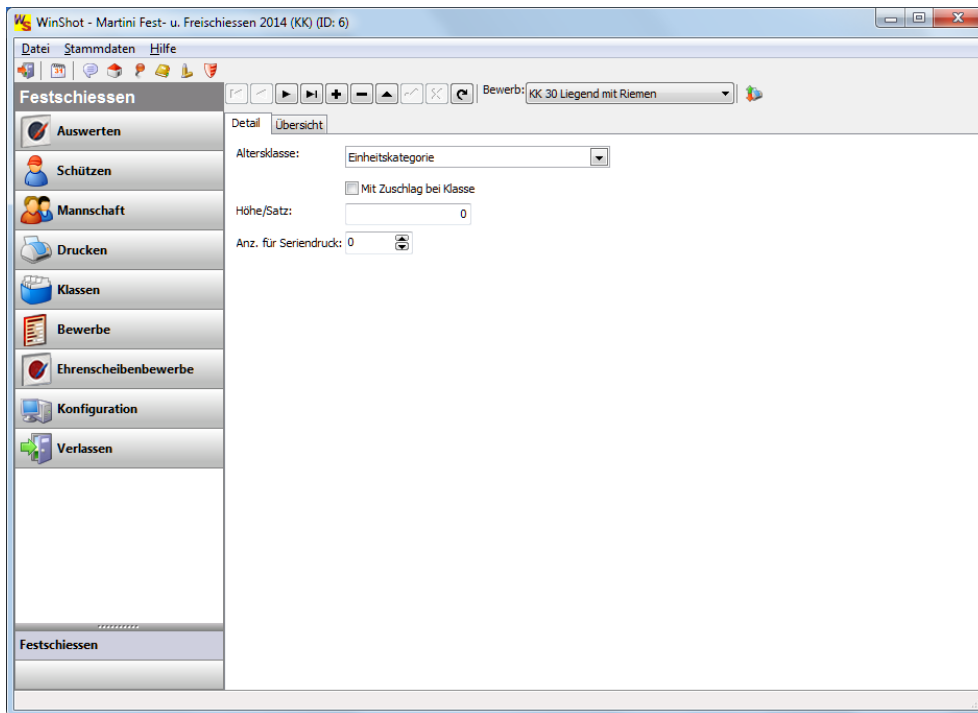 WinShot - Martini Fest- u. Freischiessen 2014 (KK) (ID: 6)
Datei Stammdaten Hilfe
Festschiessen
Bewerb: KK 30 Liegend mit Riemen
Auswerten
Schützen
Mannschaft
Drucken
Klassen
Bewerbe
Ehrenscheibenbewerbe
Konfiguration
Verlassen
Festschiessen
Detail Übersicht
Altersklasse: Einheitskategorie
Mit Zuschlag bei Klasse
Höhe/Satz: 0
Anz. für Seriendruck: 0